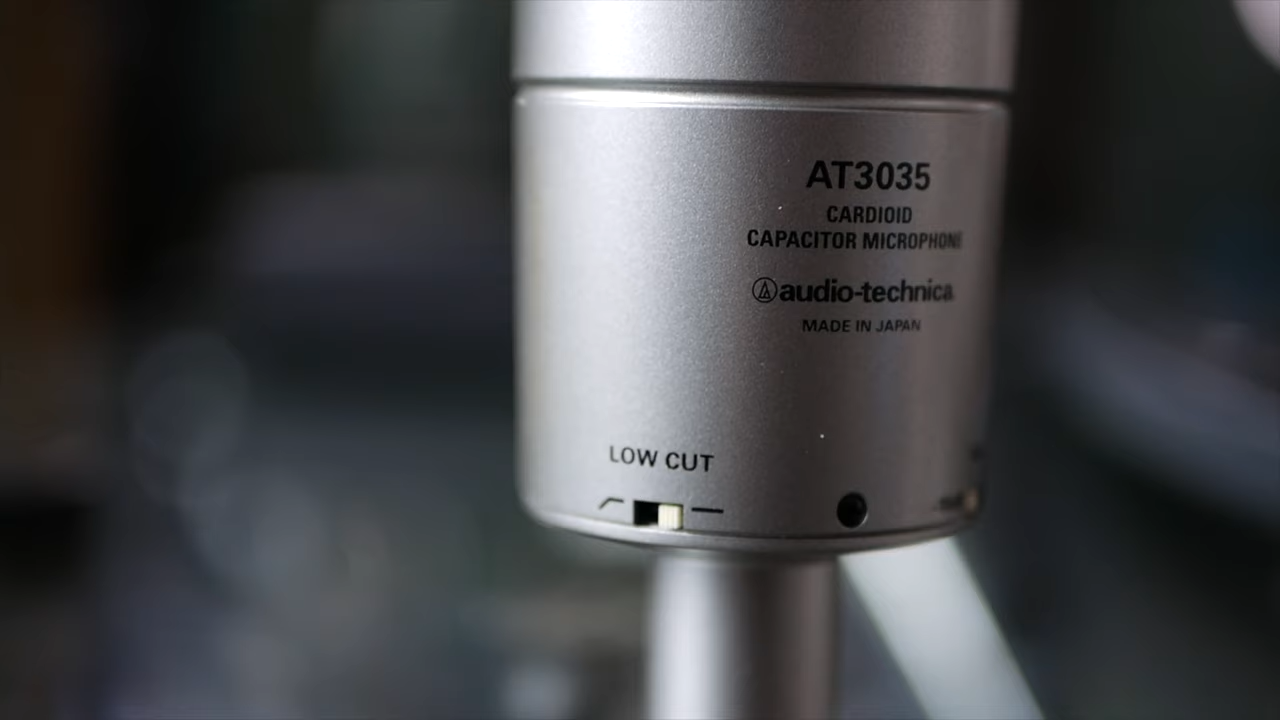 AT3035
CARDIOID
CAPACITOR MICROPHONE
audio-technica
MADE IN JAPAN
LOW CUT